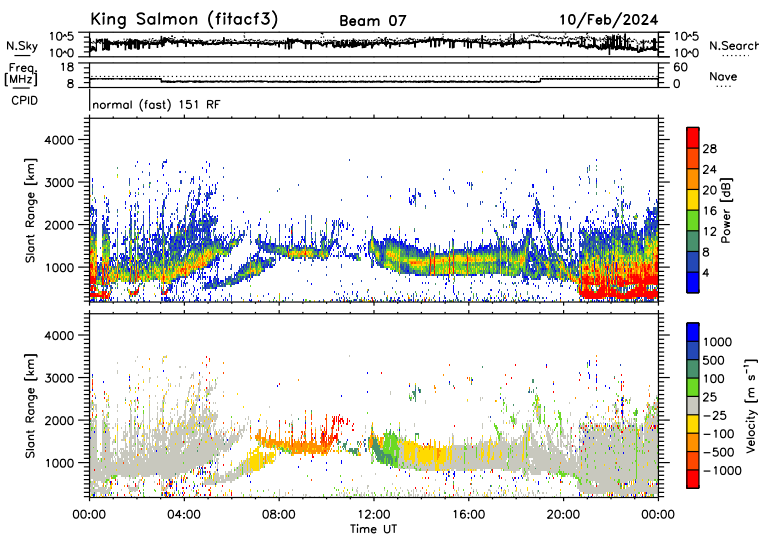 King Salmon (fitacf3) Beam 07 10/Feb/2024
N.Sky 10^5 10^0 10^5 10^0 N.Search
Freq. [MHz] 18 8 60 0 Nave
CPID normal (fast) 151 RF
Slant Range [km] 4000 3000 2000 1000
Power [dB] 28 24 20 16 12 8 4
Slant Range [km] 4000 3000 2000 1000
Velocity [m s⁻¹] 1000 500 100 25 −25 −100 −500 −1000
00:00 04:00 08:00 12:00 16:00 20:00 00:00
Time UT